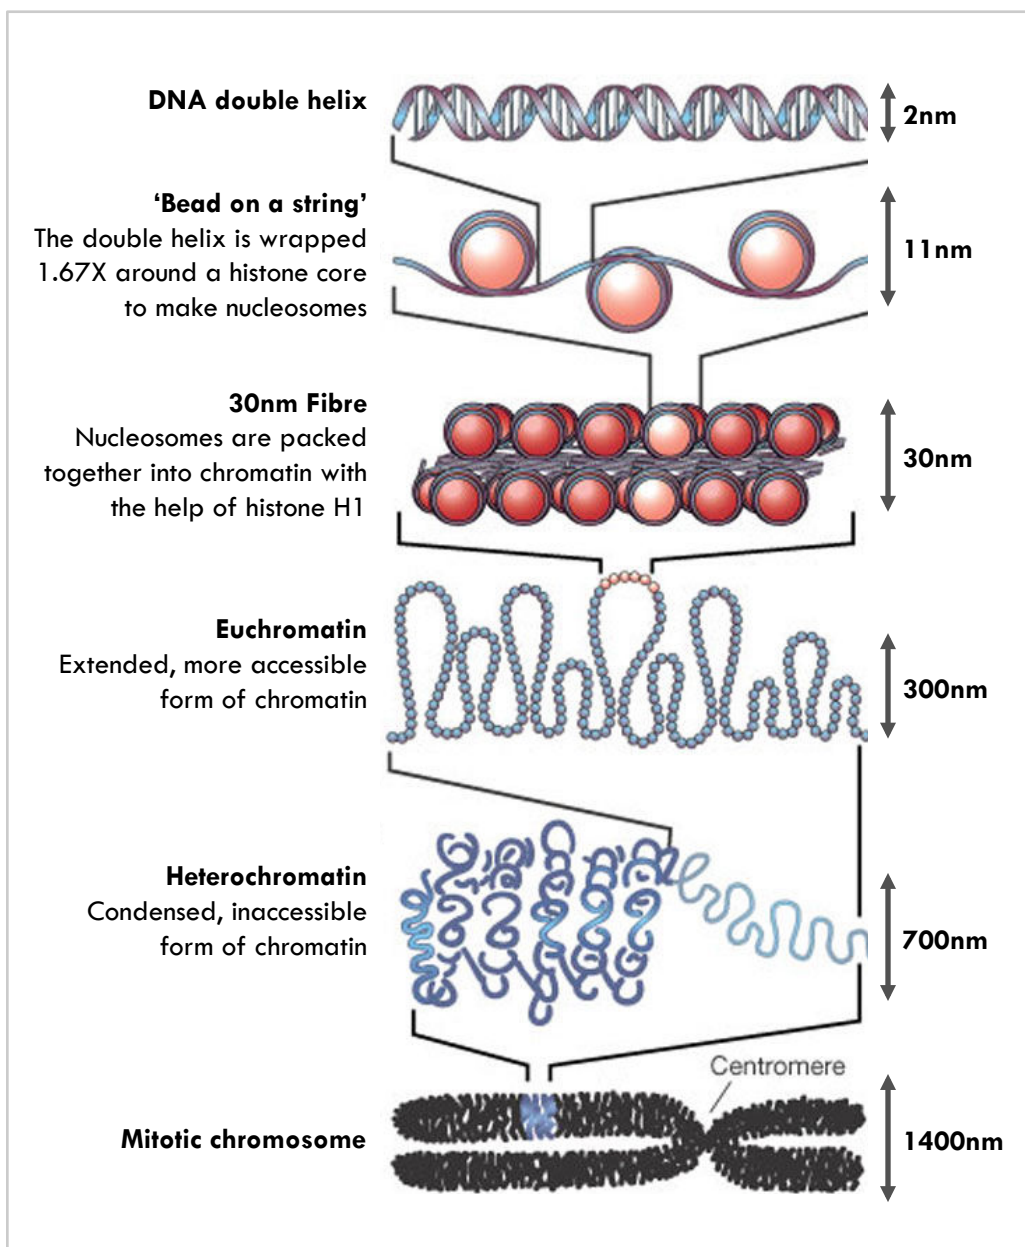 DNA double helix
2nm
‘Bead on a string’
The double helix is wrapped
1.67X around a histone core
to make nucleosomes
11nm
30nm Fibre
Nucleosomes are packed
together into chromatin with
the help of histone H1
30nm
Euchromatin
Extended, more accessible
form of chromatin
300nm
Heterochromatin
Condensed, inaccessible
form of chromatin
700nm
Centromere
Mitotic chromosome
1400nm